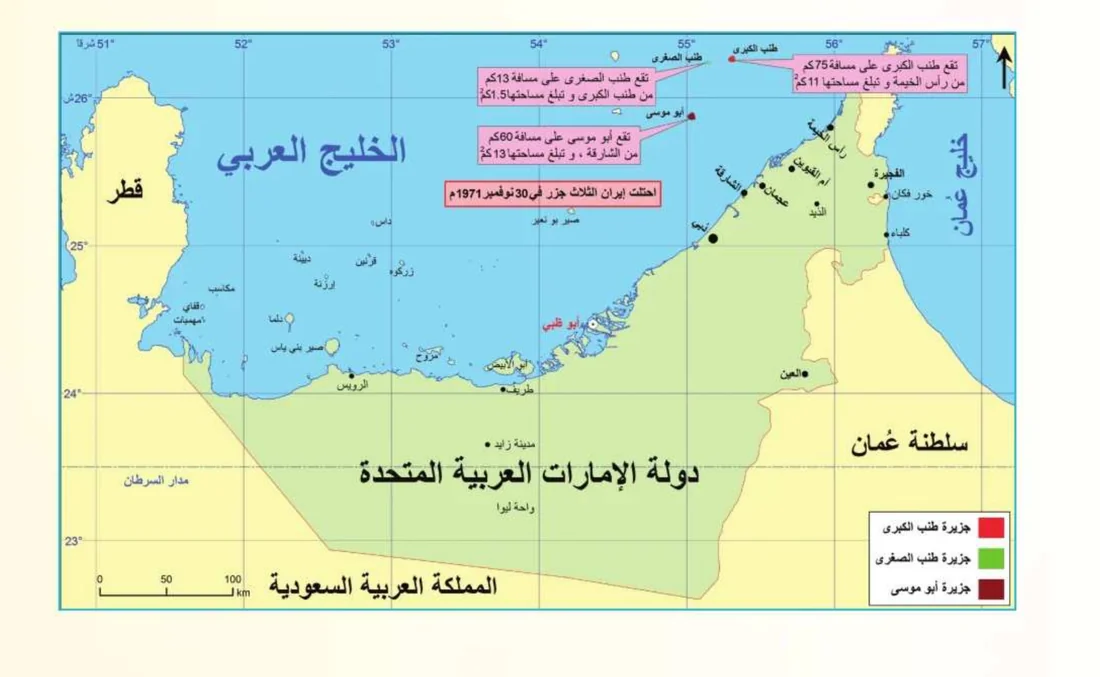 51° شرقاً
52°
53°
54°
55°
56°
57°
طنب الصغرى
طنب الكبرى
تقع طنب الصغرى على مسافة 13كم
من طنب الكبرى و تبلغ مساحتها 1.5كم²
تقع طنب الكبرى على مسافة 75كم
من رأس الخيمة و تبلغ مساحتها 11كم²
26°
أبو موسى
تقع أبو موسى على مسافة 60كم
من الشارقة ، و تبلغ مساحتها 13كم²
احتلت إيران الثلاث جزر في 30 نوفمبر 1971م
الخليج العربي
خليج عُمان
قطر
رأس الخيمة
أم القيوين
عجمان
الشارقة
دبي
الفجيرة
خور فكان
الذيد
كلباء
صير بو نعير
داس
25°
دبينة
قرنين
زركوه
إرزنة
مكاسب
مهميات
دلما
صير بني ياس
مروح
أبو الأبيض
أبو ظبي
الرويس
طريف
العين
24°
مدينة زايد
سلطنة عُمان
دولة الإمارات العربية المتحدة
مدار السرطان
واحة ليوا
23°
المملكة العربية السعودية
0 50 100 km
جزيرة طنب الكبرى
جزيرة طنب الصغرى
جزيرة أبو موسى